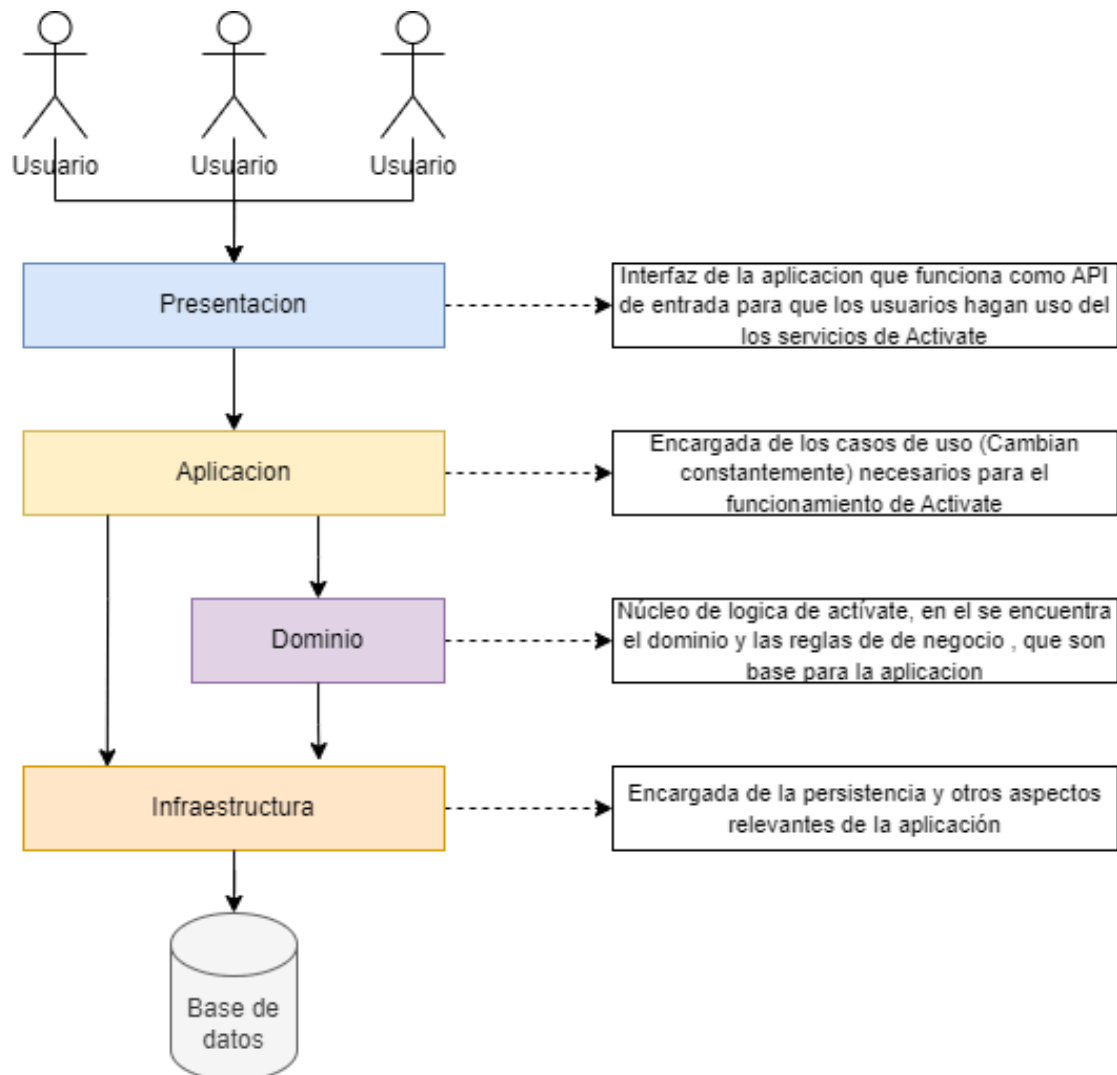 Usuario
Usuario
Usuario
Presentacion
Interfaz de la aplicacion que funciona como API
de entrada para que los usuarios hagan uso del
los servicios de Activate
Aplicacion
Encargada de los casos de uso (Cambian
constantemente) necesarios para el
funcionamiento de Activate
Dominio
Núcleo de logica de actívate, en el se encuentra
el dominio y las reglas de de negocio , que son
base para la aplicacion
Infraestructura
Encargada de la persistencia y otros aspectos
relevantes de la aplicación
Base de
datos